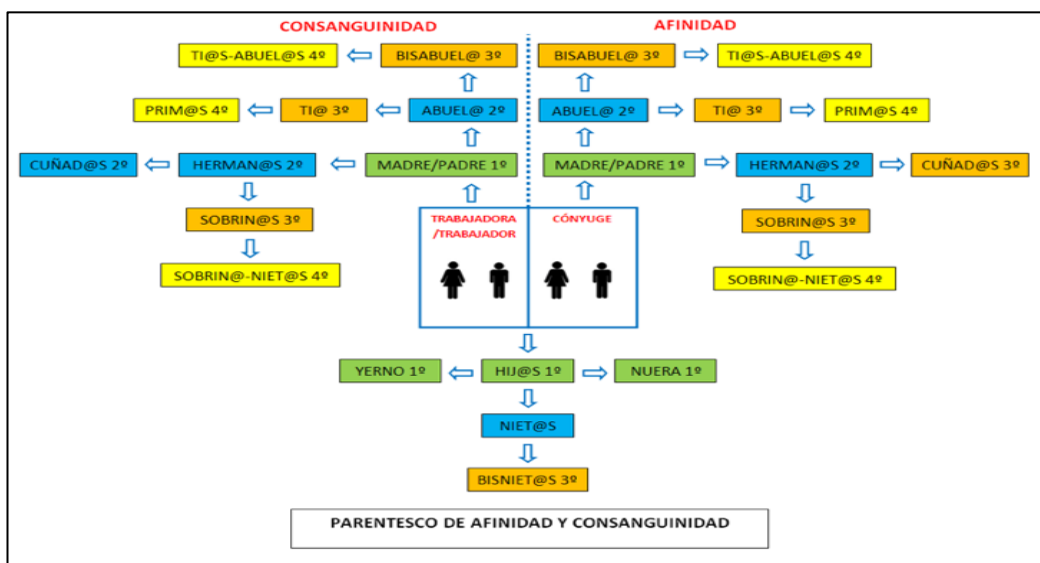 CONSANGUINIDAD
AFINIDAD
TI@S-ABUEL@S 4º
BISABUEL@ 3º
BISABUEL@ 3º
TI@S-ABUEL@S 4º
PRIM@S 4º
TI@ 3º
ABUEL@ 2º
ABUEL@ 2º
TI@ 3º
PRIM@S 4º
CUÑAD@S 2º
HERMAN@S 2º
MADRE/PADRE 1º
MADRE/PADRE 1º
HERMAN@S 2º
CUÑAD@S 3º
SOBRIN@S 3º
TRABAJADORA
/TRABAJADOR
CÓNYUGE
SOBRIN@S 3º
SOBRIN@-NIET@S 4º
SOBRIN@-NIET@S 4º
YERNO 1º
HIJ@S 1º
NUERA 1º
NIET@S
BISNIET@S 3º
PARENTESCO DE AFINIDAD Y CONSANGUINIDAD